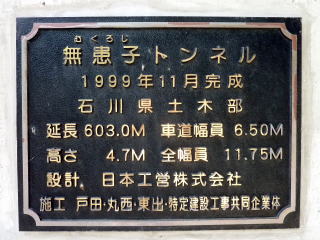 むくろじ
無患子トンネル
1999年11月完成
石川県土木部
延長 603.0M 車道幅員 6.50M
高さ 4.7M 全幅員 11.75M
設計 日本工営株式会社
施工 戸田・丸西・東出・特定建設工事共同企業体